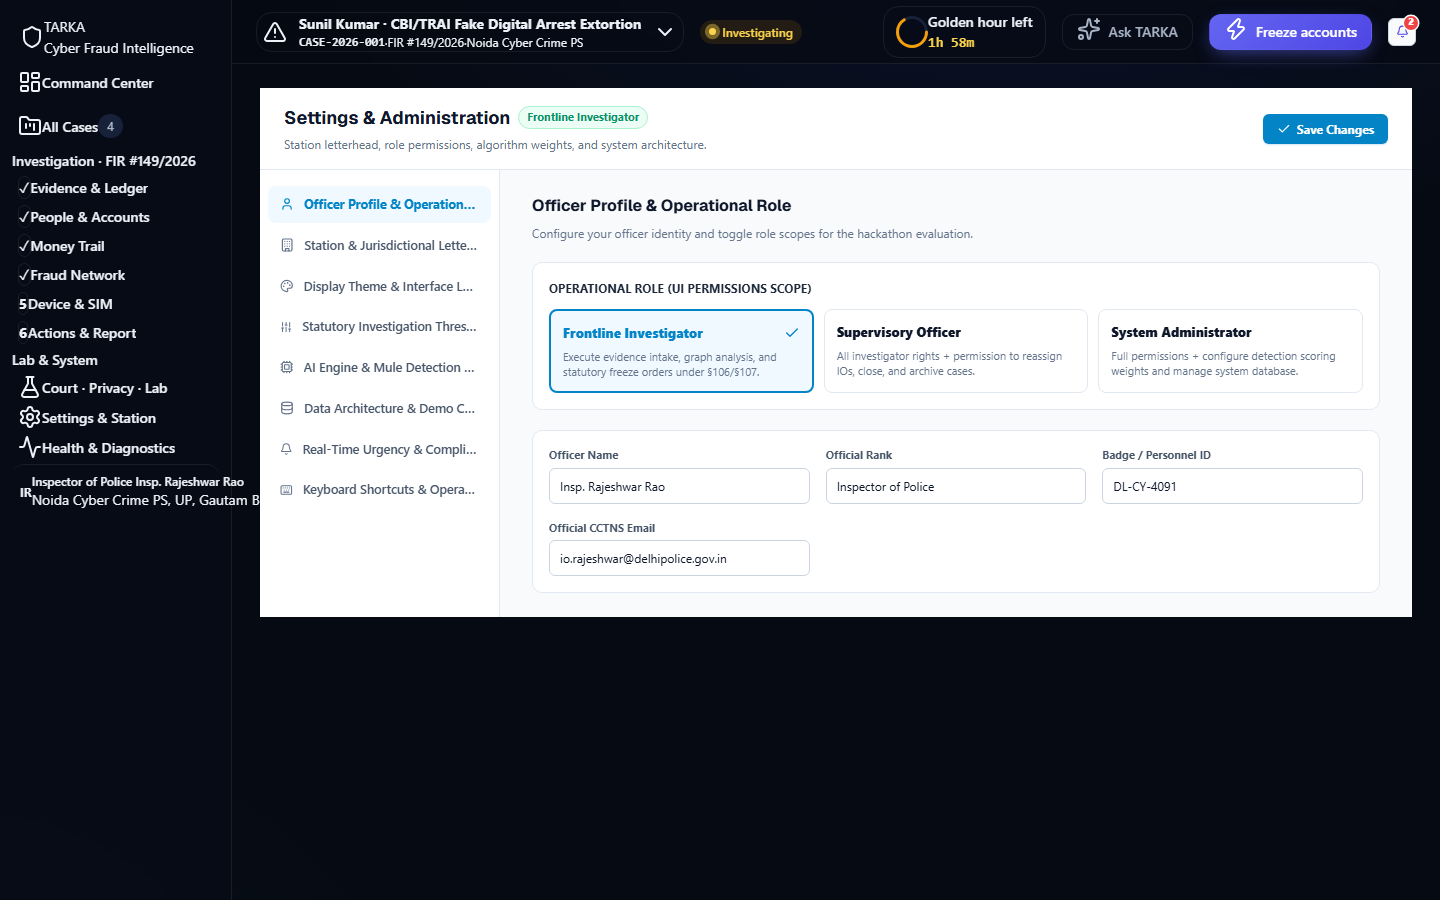 TARKA
Cyber Fraud Intelligence
Command Center
All Cases 4
Investigation · FIR #149/2026
✓Evidence & Ledger
✓People & Accounts
✓Money Trail
✓Fraud Network
5Device & SIM
6Actions & Report
Lab & System
Court · Privacy · Lab
Settings & Station
Health & Diagnostics
IR
Inspector of Police Insp. Rajeshwar Rao
Noida Cyber Crime PS, UP, Gautam B
Sunil Kumar · CBI/TRAI Fake Digital Arrest Extortion
CASE-2026-001·FIR #149/2026·Noida Cyber Crime PS
Investigating
Golden hour left
1h 58m
Ask TARKA
Freeze accounts
2
Settings & Administration
Frontline Investigator
Station letterhead, role permissions, algorithm weights, and system architecture.
Save Changes
Officer Profile & Operation...
Station & Jurisdictional Lette...
Display Theme & Interface L...
Statutory Investigation Thres...
AI Engine & Mule Detection ...
Data Architecture & Demo C...
Real-Time Urgency & Compli...
Keyboard Shortcuts & Opera...
Officer Profile & Operational Role
Configure your officer identity and toggle role scopes for the hackathon evaluation.
OPERATIONAL ROLE (UI PERMISSIONS SCOPE)
Frontline Investigator
Execute evidence intake, graph analysis, and
statutory freeze orders under §106/§107.
Supervisory Officer
All investigator rights + permission to reassign
IOs, close, and archive cases.
System Administrator
Full permissions + configure detection scoring
weights and manage system database.
Officer Name
Insp. Rajeshwar Rao
Official Rank
Inspector of Police
Badge / Personnel ID
DL-CY-4091
Official CCTNS Email
io.rajeshwar@delhipolice.gov.in